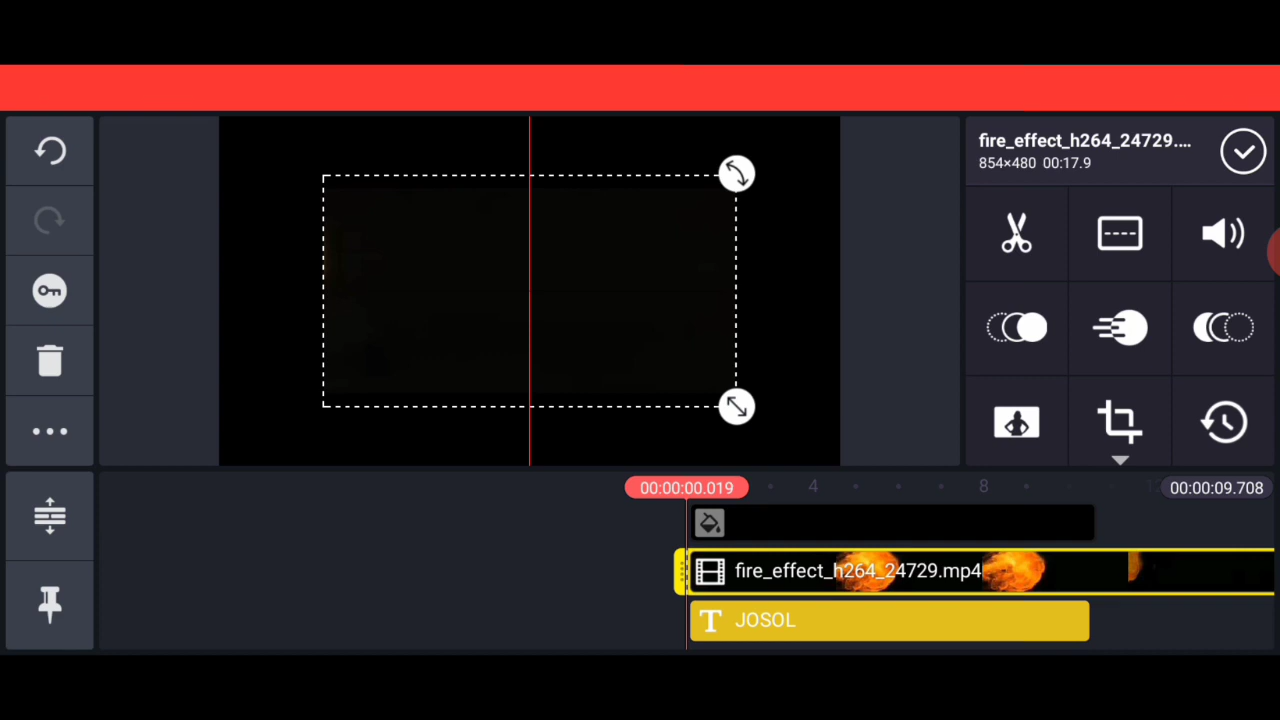 fire_effect_h264_24729....
854×480 00:17.9
00:00:00.019
4
8
00:00:09.708
fire_effect_h264_24729.mp4
T JOSOL